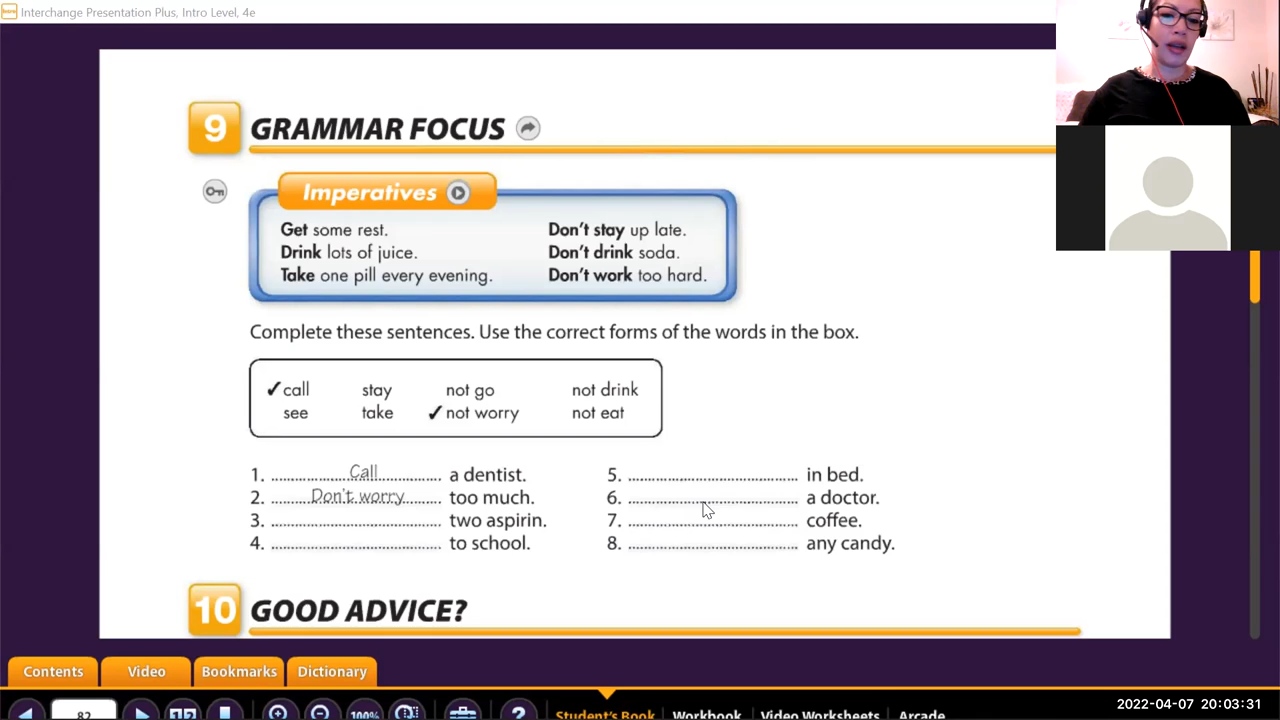 Interchange Presentation Plus, Intro Level, 4e
9 GRAMMAR FOCUS
Imperatives
Get some rest. Don't stay up late.
Drink lots of juice. Don't drink soda.
Take one pill every evening. Don't work too hard.
Complete these sentences. Use the correct forms of the words in the box.
✓ call stay not go not drink
see take ✓ not worry not eat
1. Call a dentist. 5. in bed.
2. Don't worry too much. 6. a doctor.
3. two aspirin. 7. coffee.
4. to school. 8. any candy.
10 GOOD ADVICE?
Contents Video Bookmarks Dictionary
82 100% ? Student's Book Workbook Video Worksheets Arcade
2022-04-07 20:03:31